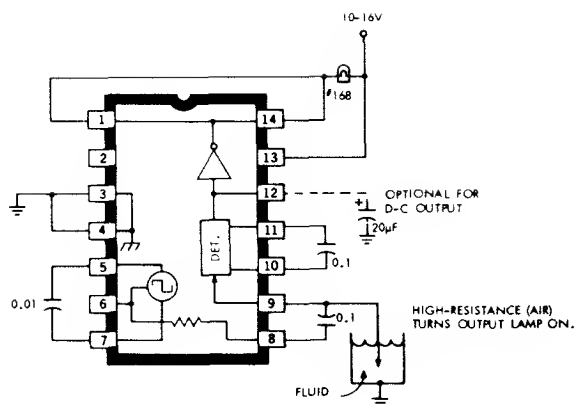 10-16V
#168
1
14
2
13
3
12
OPTIONAL FOR
D-C OUTPUT
+
20µF
4
11
DET.
0.1
5
10
0.01
6
9
HIGH-RESISTANCE (AIR)
TURNS OUTPUT LAMP ON.
0.1
7
8
FLUID